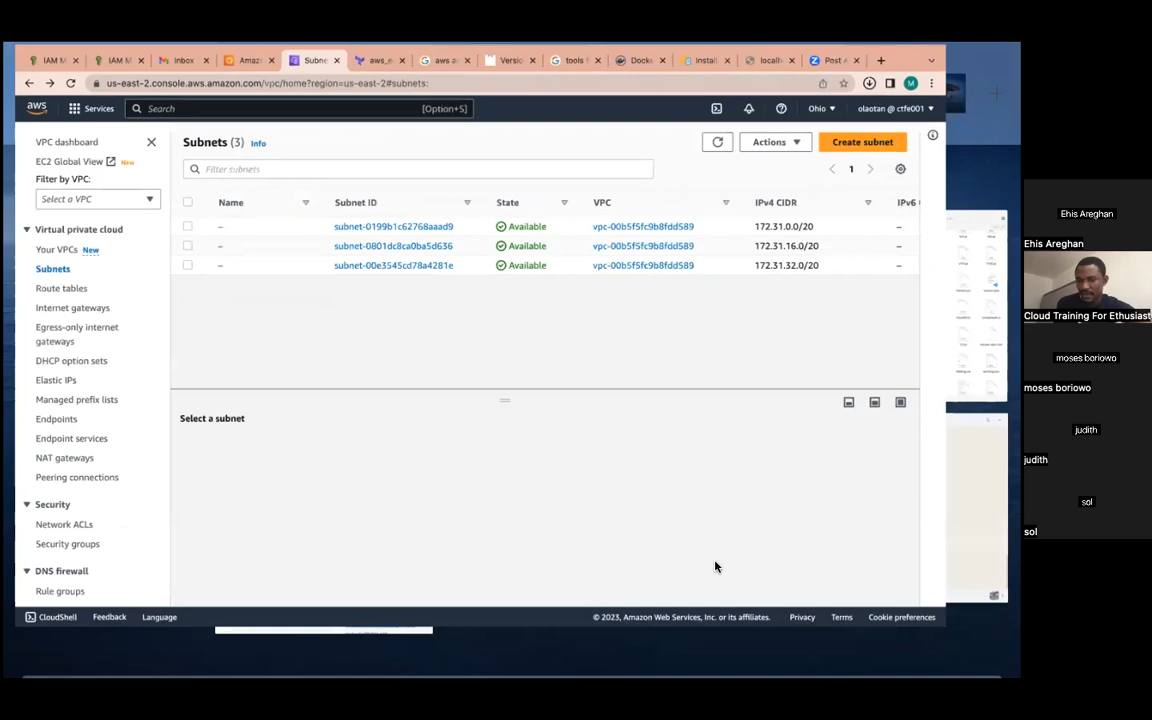 IAM M
IAM M
Inbox
Amaz
Subne
aws_e
aws a
Versio
tools f
Docke
Install
localh
Post A
us-east-2.console.aws.amazon.com/vpc/home?region=us-east-2#subnets:
M
aws
Services
Search
[Option+S]
Ohio
olaotan @ ctfe001
VPC dashboard
EC2 Global View New
Filter by VPC:
Select a VPC
Virtual private cloud
Your VPCs New
Subnets
Route tables
Internet gateways
Egress-only internet
gateways
DHCP option sets
Elastic IPs
Managed prefix lists
Endpoints
Endpoint services
NAT gateways
Peering connections
Security
Network ACLs
Security groups
DNS firewall
Rule groups
Subnets (3) Info
Actions
Create subnet
Filter subnets
1
Name Subnet ID State VPC IPv4 CIDR IPv6
– subnet-0199b1c62768aaad9 Available vpc-00b5f5fc9b8fdd589 172.31.0.0/20 –
– subnet-0801dc8ca0ba5d636 Available vpc-00b5f5fc9b8fdd589 172.31.16.0/20 –
– subnet-00e3545cd78a4281e Available vpc-00b5f5fc9b8fdd589 172.31.32.0/20 –
Select a subnet
CloudShell Feedback Language © 2023, Amazon Web Services, Inc. or its affiliates. Privacy Terms Cookie preferences
Ehis Areghan
Ehis Areghan
Cloud Training For Ethusiast
moses boriowo
moses boriowo
judith
judith
sol
sol